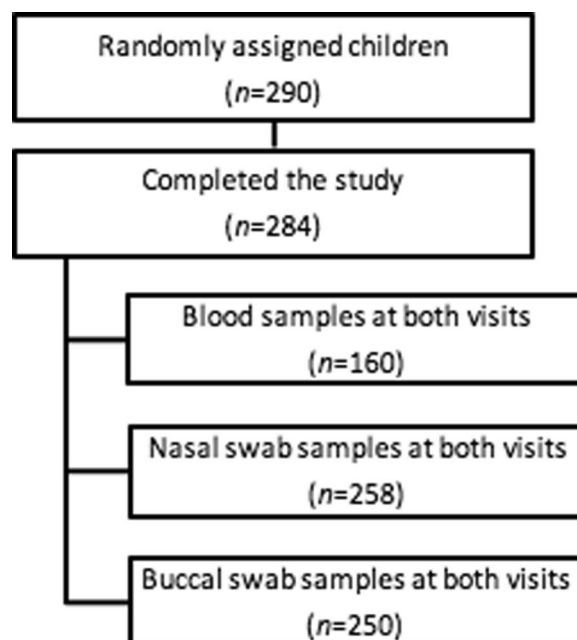 Randomly assigned children
(n=290)
Completed the study
(n=284)
Blood samples at both visits
(n=160)
Nasal swab samples at both visits
(n=258)
Buccal swab samples at both visits
(n=250)